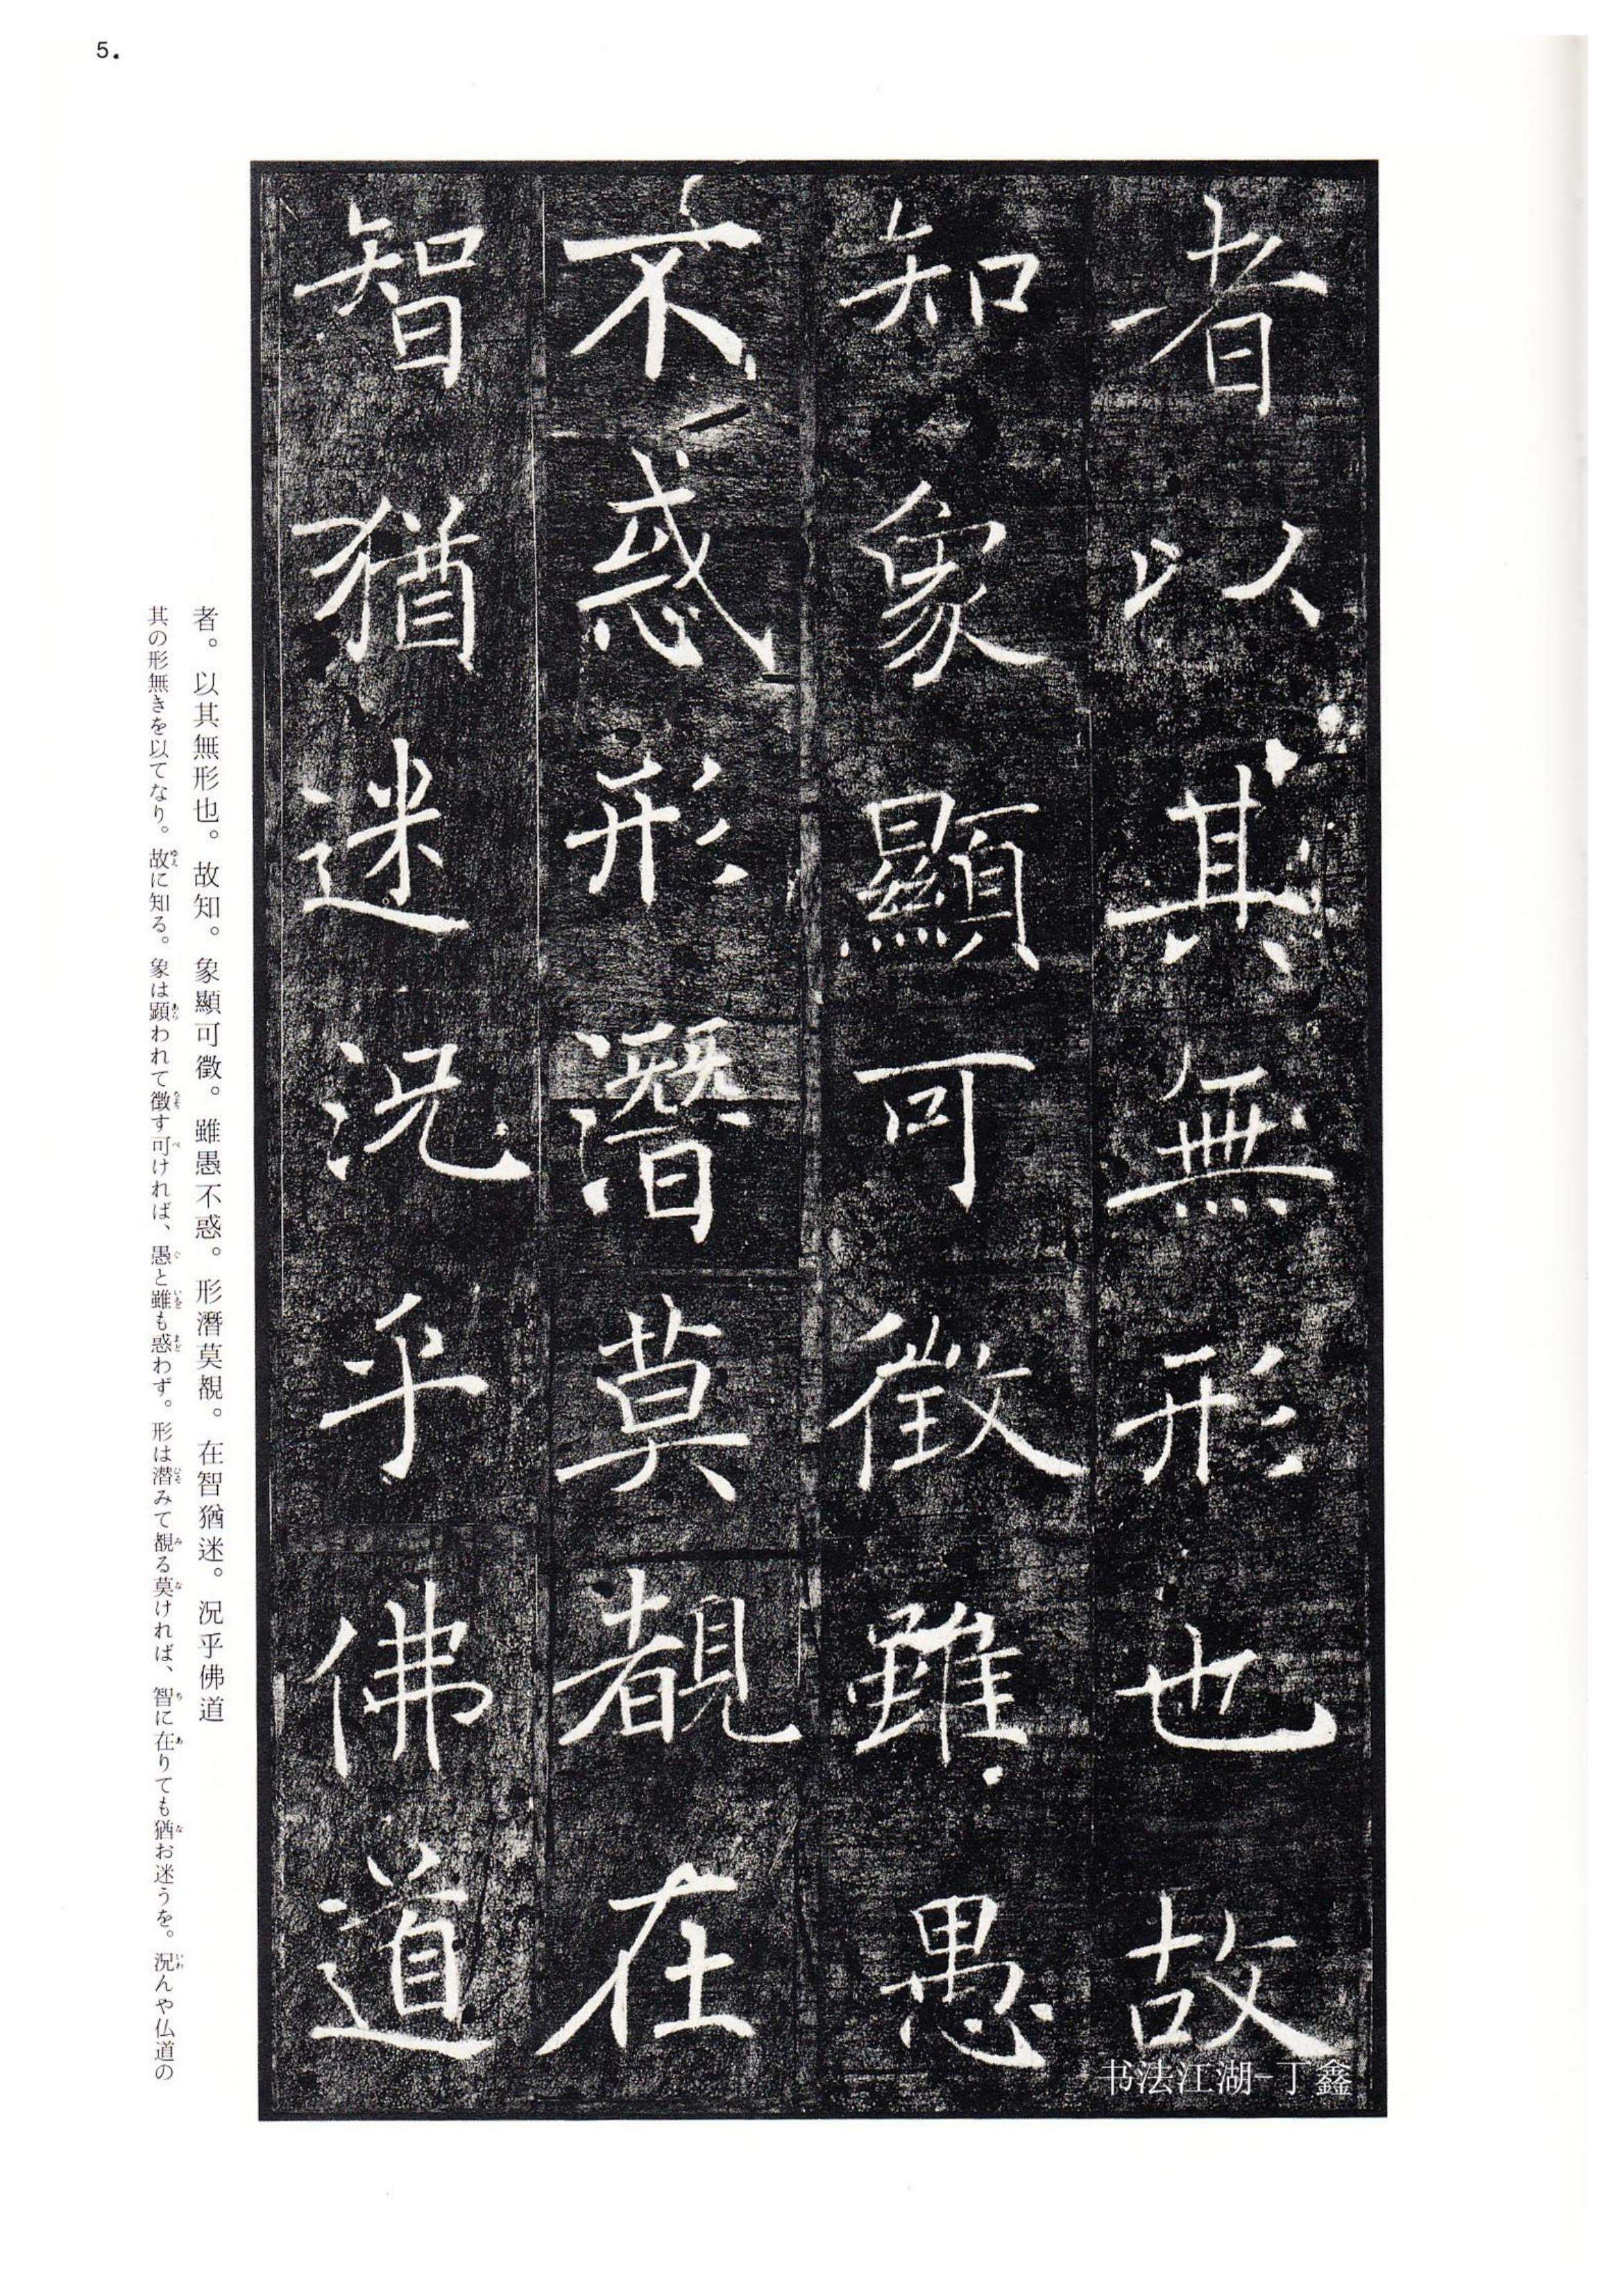 5.
者以其無形也故
知象顯可徵雖愚
不惑形潛莫覩在
智猶迷況乎佛道
书法江湖-丁鑫
者。以其無形也。故知。象顯可徵。雖愚不惑。形潛莫覩。在智猶迷。況乎佛道
其の形無きを以てなり。故に知る。象は顕われて徴す可ければ、愚と雖も惑わず。形は潜みて覩る莫ければ、智に在りても猶お迷うを。況んや仏道の